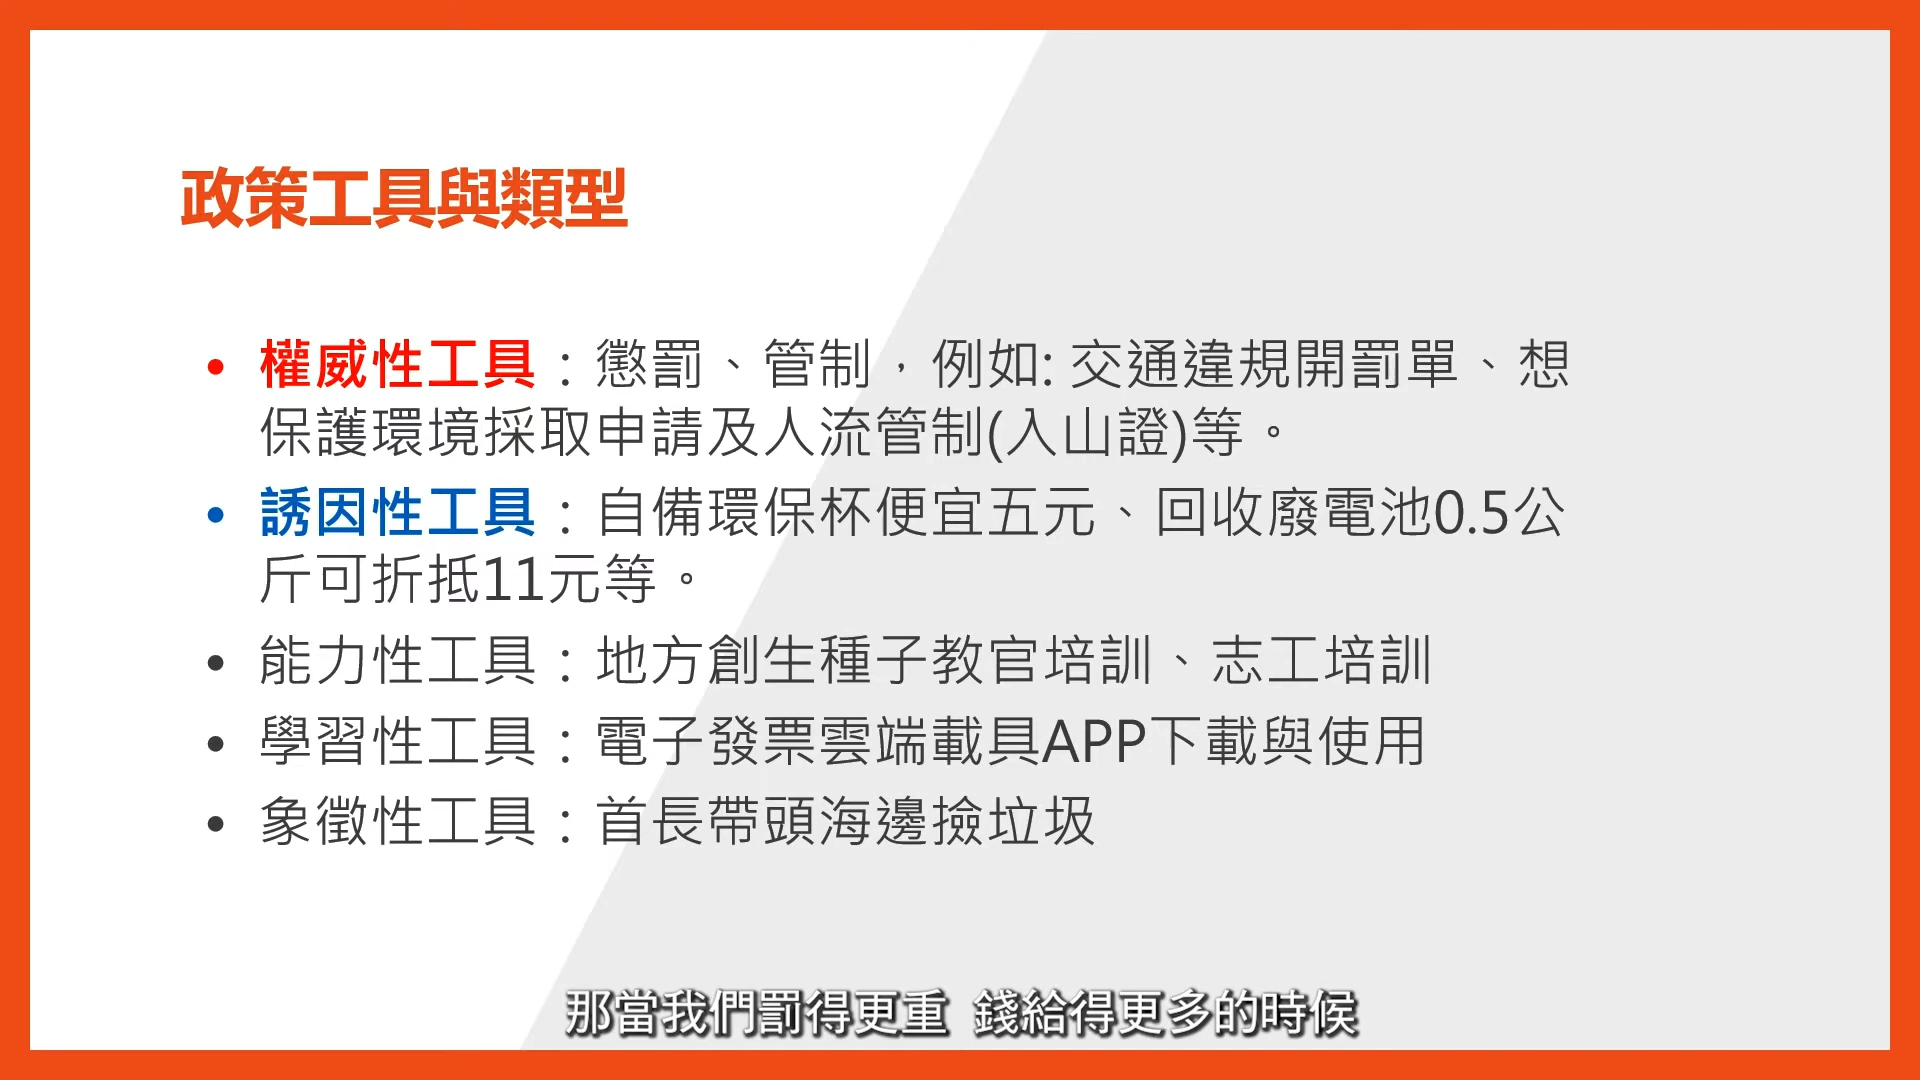 政策工具與類型
• 權威性工具：懲罰、管制，例如: 交通違規開罰單、想
保護環境採取申請及人流管制(入山證)等。
• 誘因性工具：自備環保杯便宜五元、回收廢電池0.5公
斤可折抵11元等。
• 能力性工具：地方創生種子教官培訓、志工培訓
• 學習性工具：電子發票雲端載具APP下載與使用
• 象徵性工具：首長帶頭海邊撿垃圾
那當我們罰得更重 錢給得更多的時候